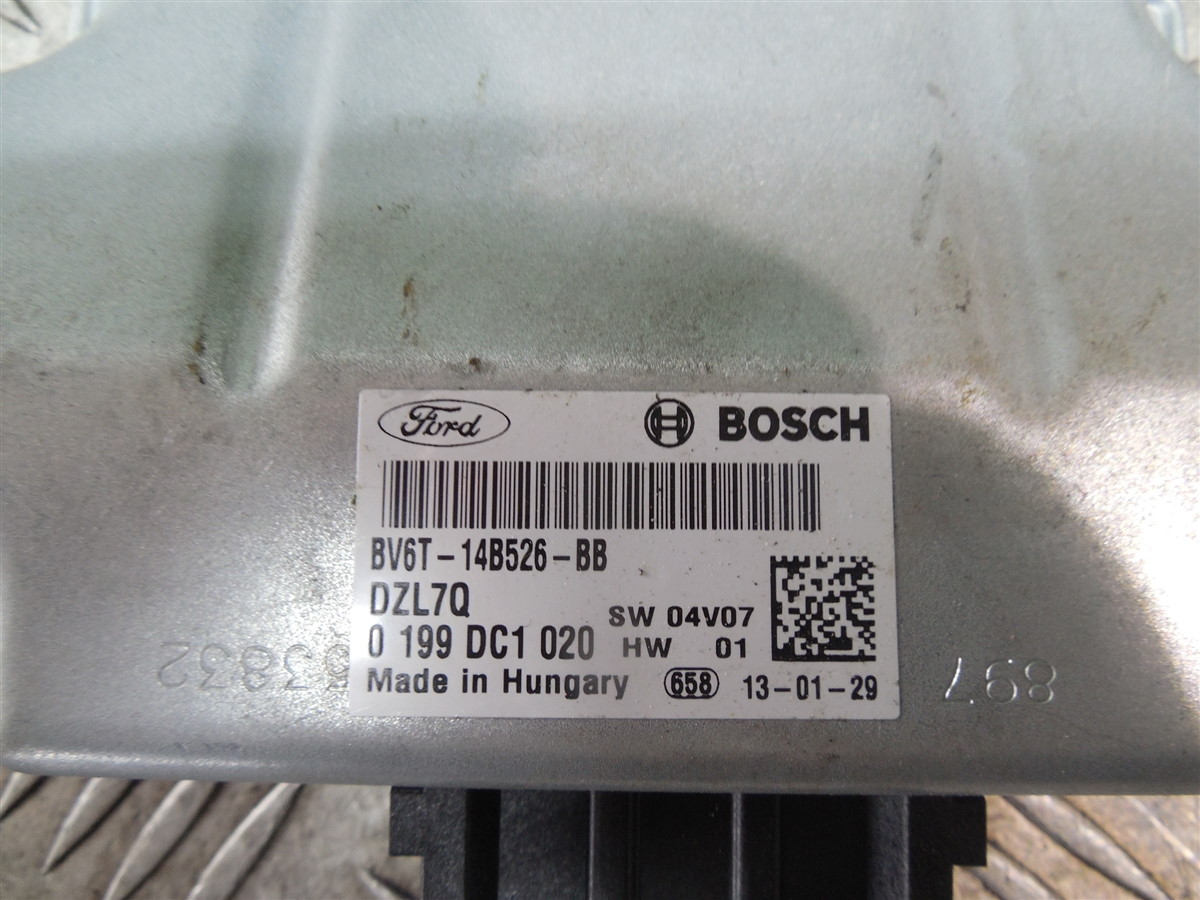 Ford BOSCH
BV6T-14B526-BB
DZL7Q
SW 04V07
0 199 DC1 020
HW 01
Made in Hungary 658 13-01-29
897